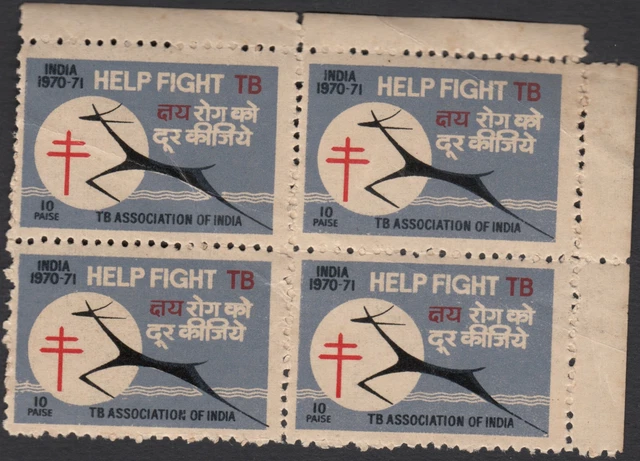 INDIA
1970-71
HELP FIGHT TB
क्षय रोग को
दूर कीजिये
10
PAISE
TB ASSOCIATION OF INDIA
INDIA
1970-71
HELP FIGHT TB
क्षय रोग को
दूर कीजिये
10
PAISE
TB ASSOCIATION OF INDIA
INDIA
1970-71
HELP FIGHT TB
क्षय रोग को
दूर कीजिये
10
PAISE
TB ASSOCIATION OF INDIA
INDIA
1970-71
HELP FIGHT TB
क्षय रोग को
दूर कीजिये
10
PAISE
TB ASSOCIATION OF INDIA